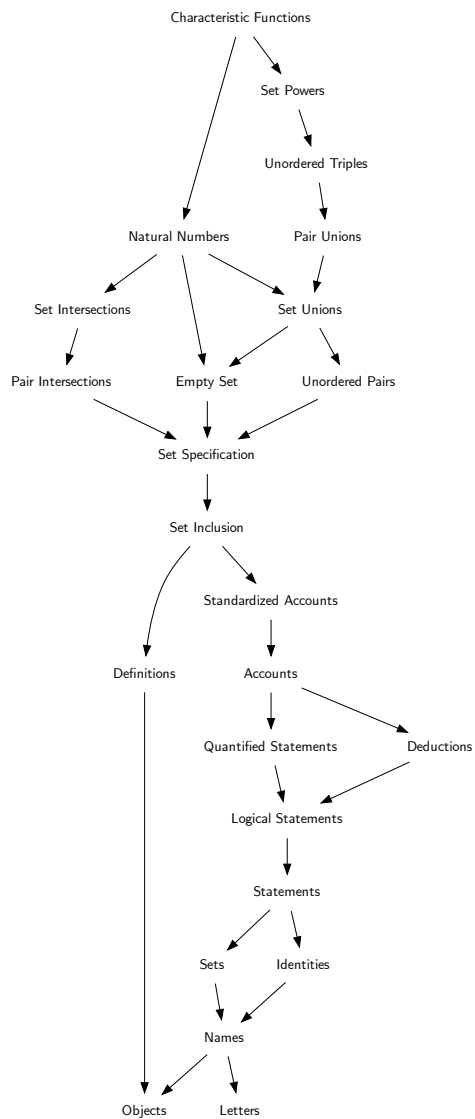 Characteristic Functions
Set Powers
Unordered Triples
Natural Numbers
Pair Unions
Set Intersections
Set Unions
Pair Intersections
Empty Set
Unordered Pairs
Set Specification
Set Inclusion
Standardized Accounts
Definitions
Accounts
Quantified Statements
Deductions
Logical Statements
Statements
Sets
Identities
Names
Objects
Letters